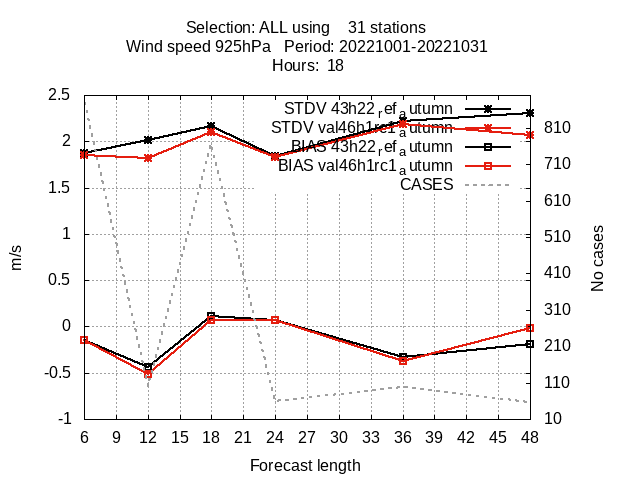 Selection: ALL using    31 stations
Wind speed 925hPa   Period: 20221001-20221031
Hours:  18
STDV 43h22_ref_autumn
STDV val46h1rc1_autumn
BIAS 43h22_ref_autumn
BIAS val46h1rc1_autumn
CASES
m/s
2.5
2
1.5
1
0.5
0
-0.5
-1
No cases
810
710
610
510
410
310
210
110
10
6 9 12 15 18 21 24 27 30 33 36 39 42 45 48
Forecast length